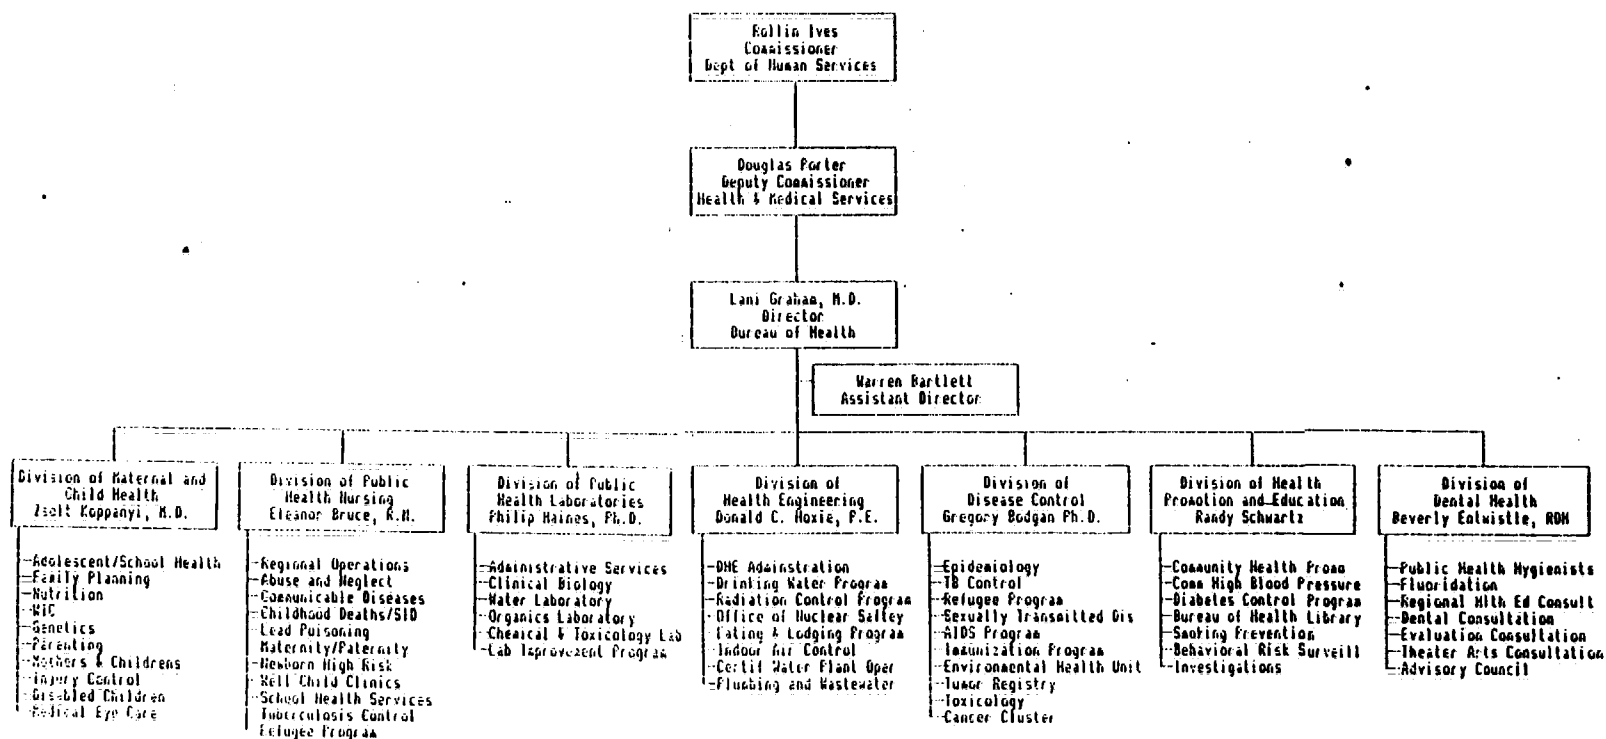 Rollin Ives
Commissioner
Dept of Human Services
Douglas Porter
Deputy Commissioner
Health & Medical Services
Lani Graham, M.D.
Director
Bureau of Health
Warren Bartlett
Assistant Director
Division of Maternal and
Child Health
Zsolt Koppanyi, M.D.
Adolescent/School Health
Family Planning
Nutrition
WIC
Genetics
Parenting
Mothers & Childrens
Injury Control
Disabled Children
Medical Eye Care
Division of Public
Health Nursing
Eleanor Bruce, R.N.
Regional Operations
Abuse and Neglect
Communicable Diseases
Childhood Deaths/SID
Lead Poisoning
Maternity/Paternity
Newborn High Risk
Well Child Clinics
School Health Services
Tuberculosis Control
Refugee Program
Division of Public
Health Laboratories
Philip Haines, Ph.D.
Administrative Services
Clinical Biology
Water Laboratory
Organics Laboratory
Chemical & Toxicology Lab
Lab Improvement Program
Division of
Health Engineering
Donald C. Hoxie, P.E.
DHE Adminstration
Drinking Water Program
Radiation Control Program
Office of Nuclear Saftey
Eating & Lodging Program
Indoor Air Control
Certif Water Plant Oper
Plumbing and Wastewater
Division of
Disease Control
Gregory Bodgan Ph.D.
Epidemiology
TB Control
Refugee Program
Sexually Transmitted Dis
AIDS Program
Immunization Program
Environmental Health Unit
Tumor Registry
Toxicology
Cancer Cluster
Division of Health
Promotion and Education
Randy Schwartz
Community Health Promo
Comm High Blood Pressure
Diabetes Control Program
Bureau of Health Library
Smoking Prevention
Behavioral Risk Surveill
Investigations
Division of
Dental Health
Beverly Entwistle, RDH
Public Health Hygienists
Fluoridation
Regional Hlth Ed Consult
Dental Consultation
Evaluation Consultation
Theater Arts Consultation
Advisory Council